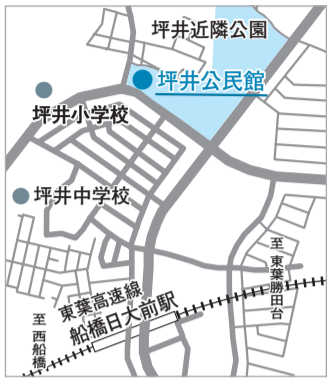 坪井近隣公園
坪井公民館
坪井小学校
坪井中学校
東葉高速線
船橋日大前駅
至 東葉勝田台
至 西船橋